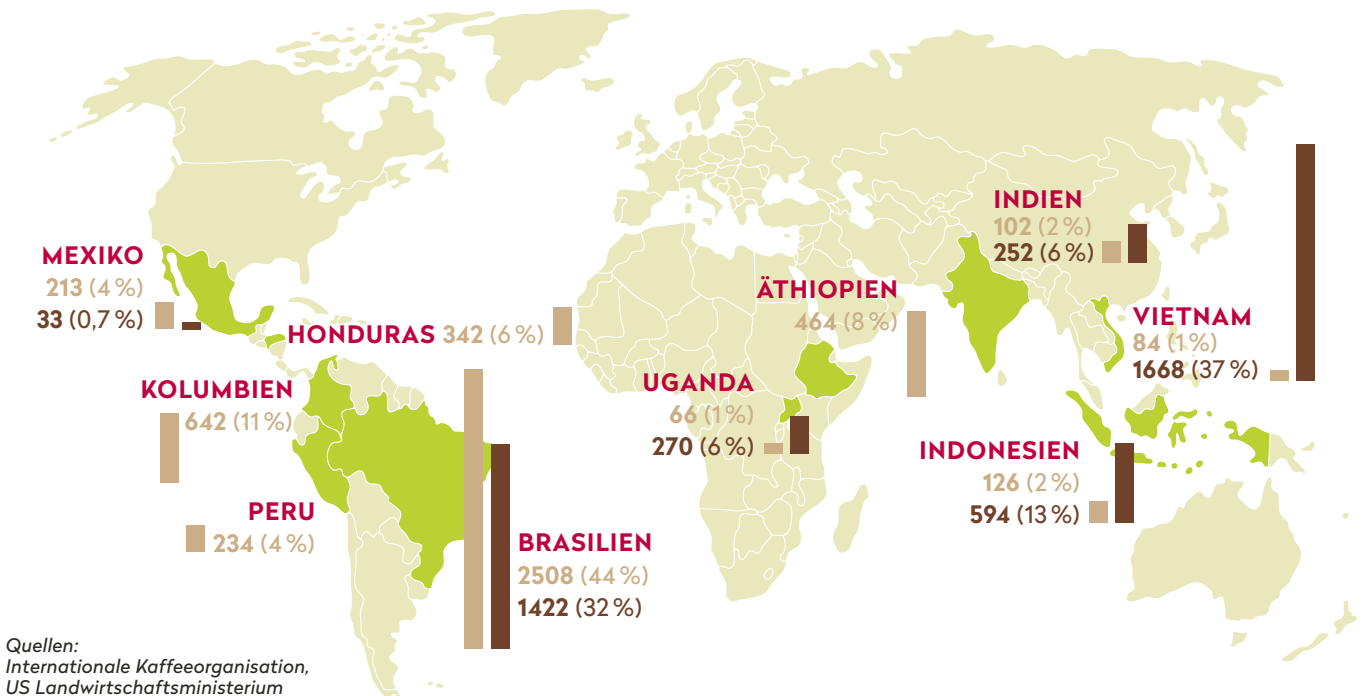 MEXIKO
213 (4 %)
33 (0,7 %)
HONDURAS 342 (6 %)
KOLUMBIEN
642 (11 %)
PERU
234 (4 %)
BRASILIEN
2508 (44 %)
1422 (32 %)
UGANDA
66 (1 %)
270 (6 %)
ÄTHIOPIEN
464 (8 %)
INDIEN
102 (2 %)
252 (6 %)
VIETNAM
84 (1 %)
1668 (37 %)
INDONESIEN
126 (2 %)
594 (13 %)
Quellen:
Internationale Kaffeeorganisation,
US Landwirtschaftsministerium